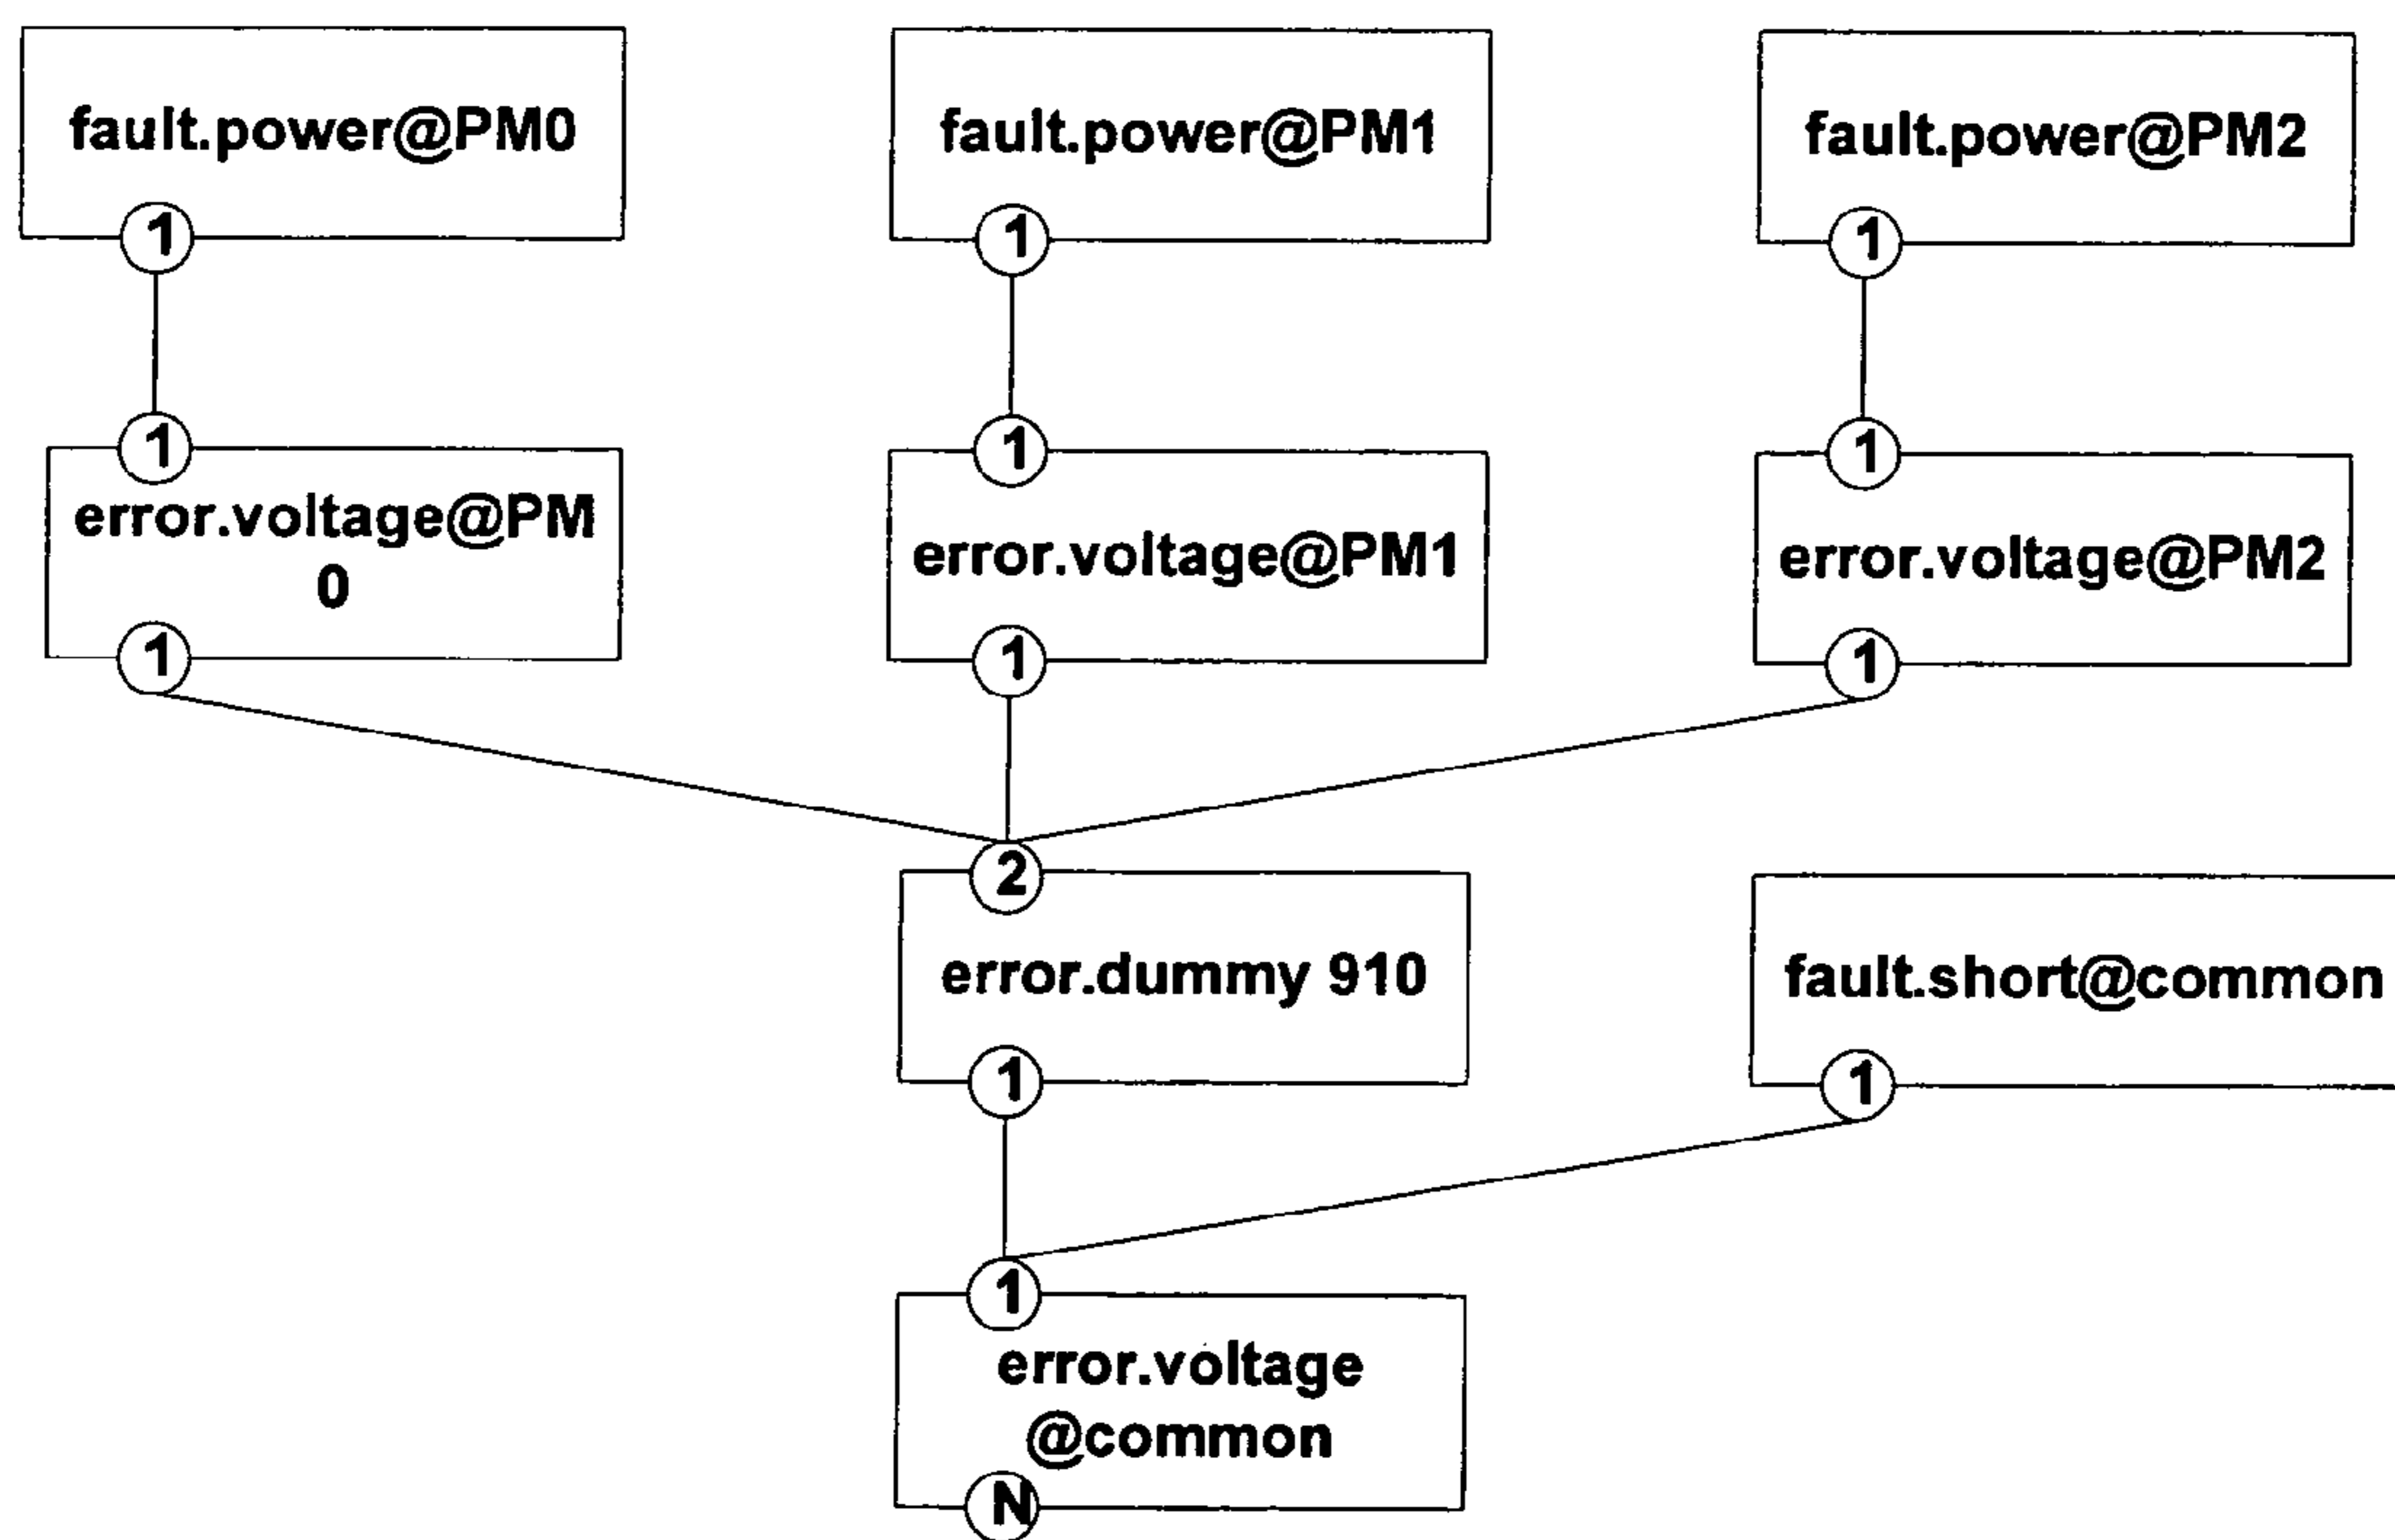 fault.power@PM0
fault.power@PM1
fault.power@PM2
1
1
1
1
1
1
error.voltage@PM
0
error.voltage@PM1
error.voltage@PM2
1
1
1
2
error.dummy 910
fault.short@common
1
1
1
error.voltage
@common
N